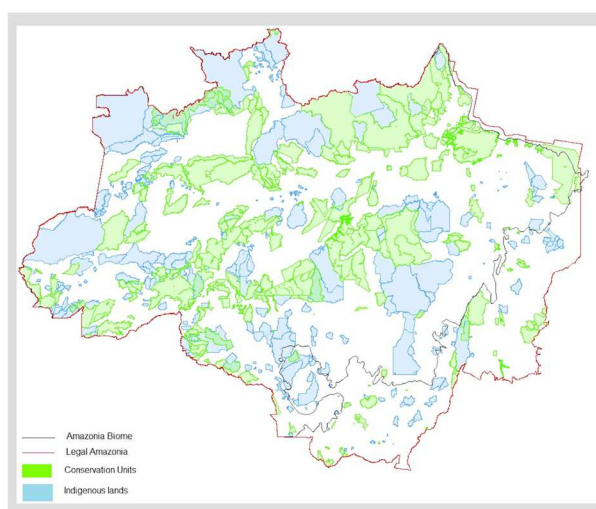 Amazonia Biome
Legal Amazonia
Conservation Units
Indigenous lands